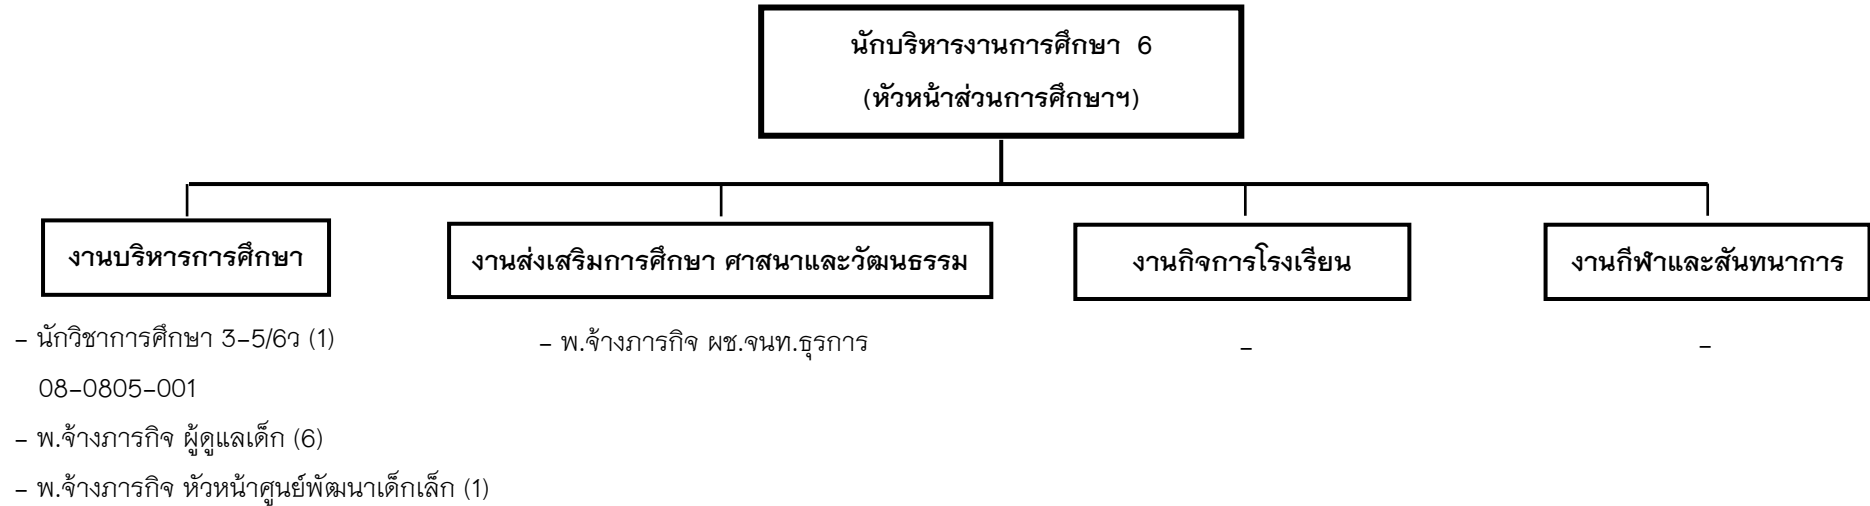 นักบริหารงานการศึกษา 6
(หัวหน้าส่วนการศึกษาฯ)
งานบริหารการศึกษา
งานส่งเสริมการศึกษา ศาสนาและวัฒนธรรม
งานกิจการโรงเรียน
งานกีฬาและสันทนาการ
- นักวิชาการศึกษา 3-5/6ว (1)
08-0805-001
- พ.จ้างภารกิจ ผู้ดูแลเด็ก (6)
- พ.จ้างภารกิจ หัวหน้าศูนย์พัฒนาเด็กเล็ก (1)
- พ.จ้างภารกิจ ผช.จนท.ธุรการ
-
-